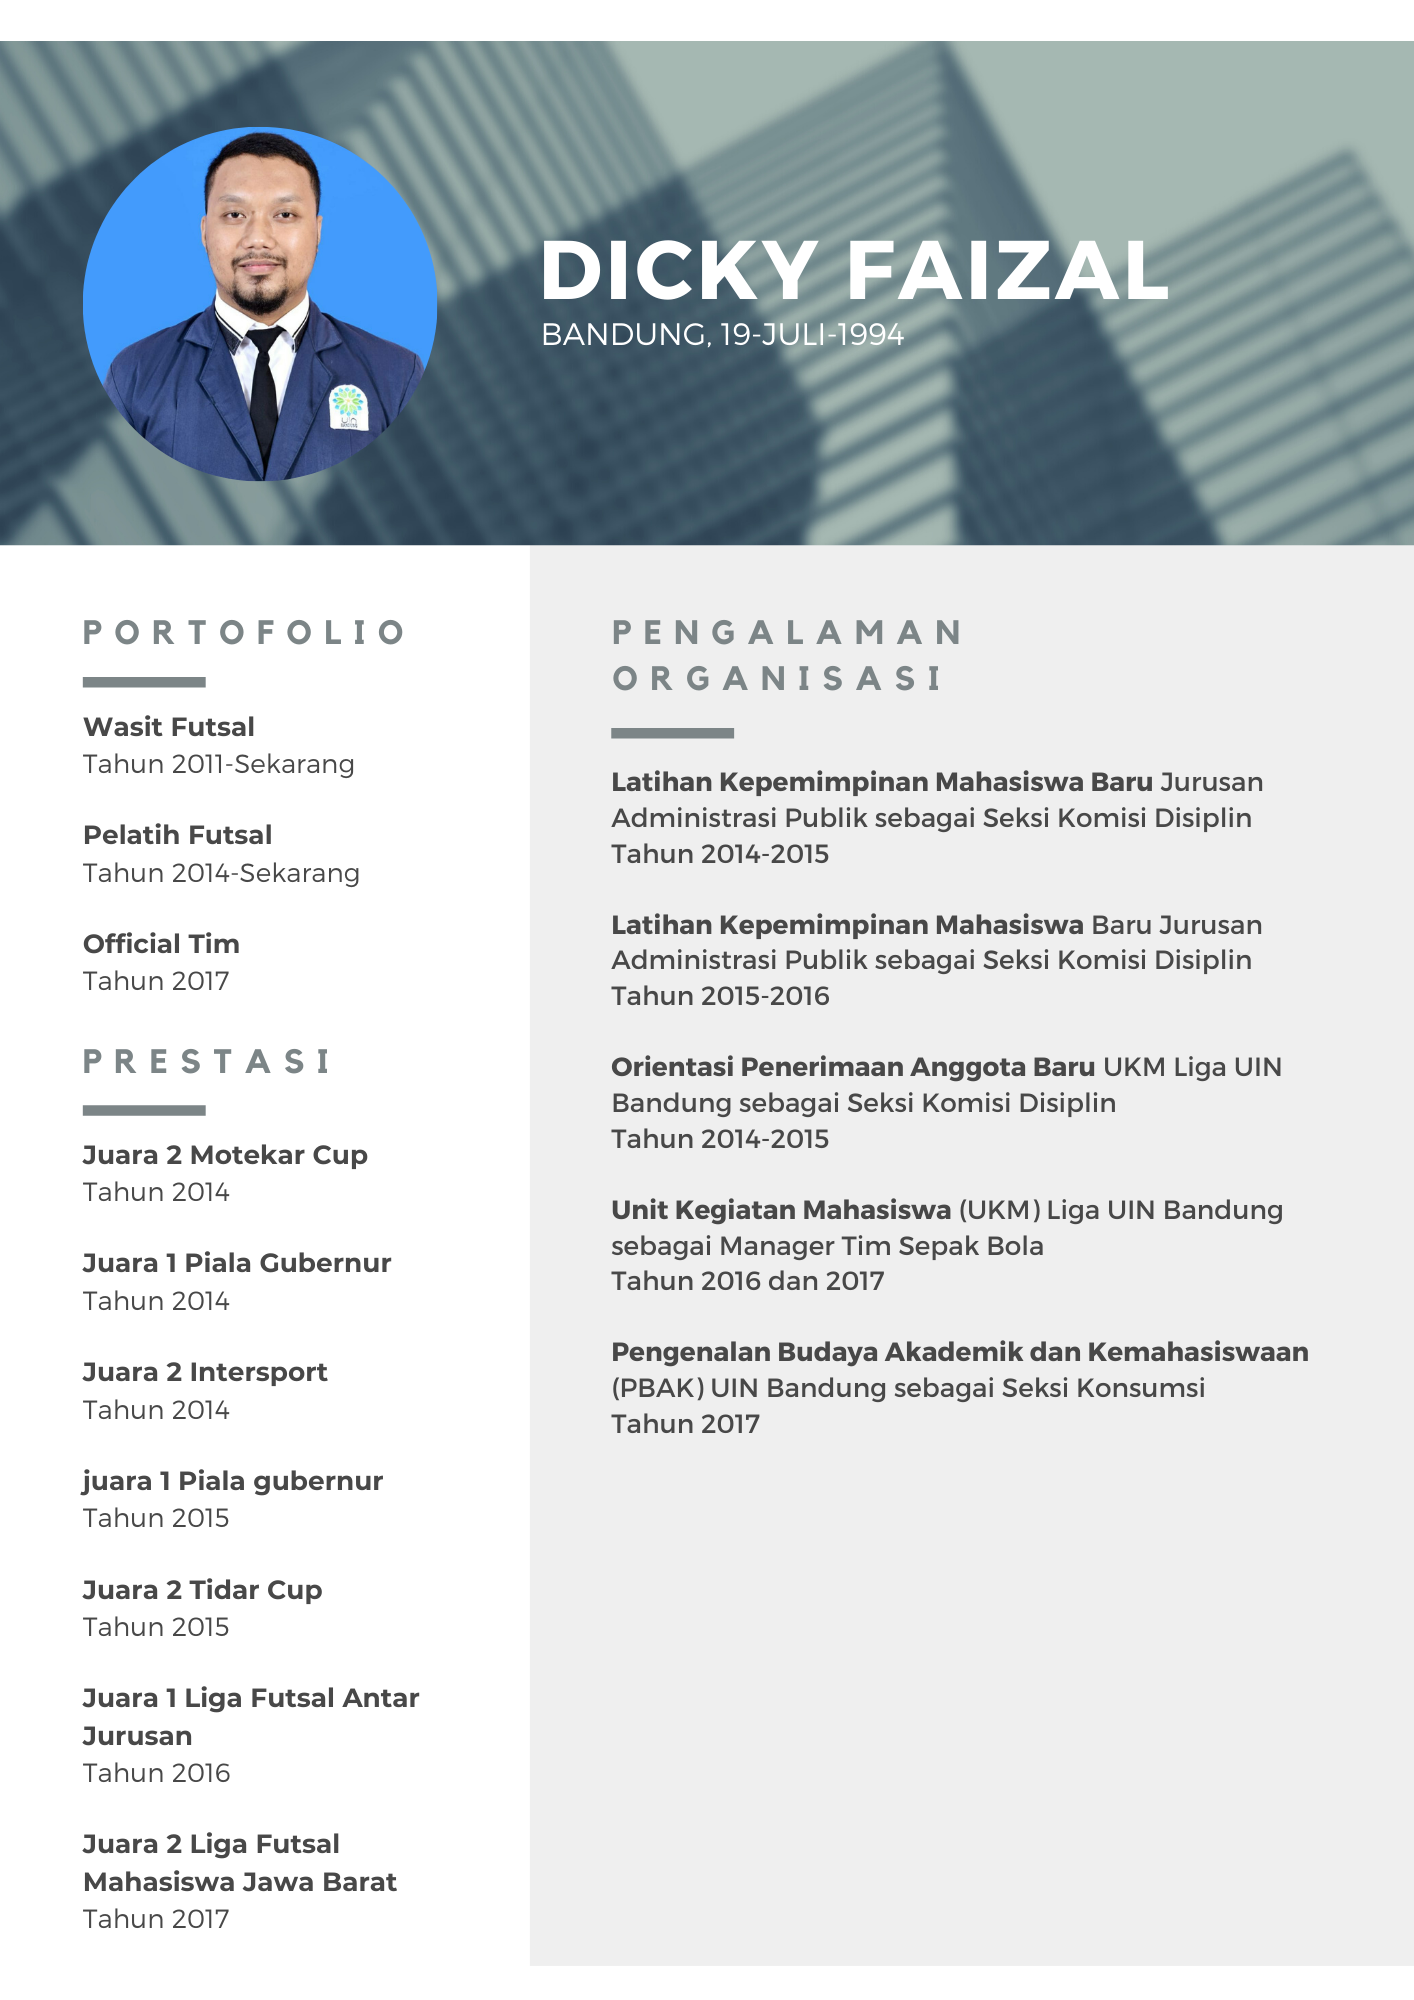 DICKY FAIZAL
BANDUNG, 19-JULI-1994
PORTOFOLIO
Wasit Futsal
Tahun 2011-Sekarang
Pelatih Futsal
Tahun 2014-Sekarang
Official Tim
Tahun 2017
PRESTASI
Juara 2 Motekar Cup
Tahun 2014
Juara 1 Piala Gubernur
Tahun 2014
Juara 2 Intersport
Tahun 2014
juara 1 Piala gubernur
Tahun 2015
Juara 2 Tidar Cup
Tahun 2015
Juara 1 Liga Futsal Antar
Jurusan
Tahun 2016
Juara 2 Liga Futsal
Mahasiswa Jawa Barat
Tahun 2017
PENGALAMAN
ORGANISASI
Latihan Kepemimpinan Mahasiswa Baru Jurusan
Administrasi Publik sebagai Seksi Komisi Disiplin
Tahun 2014-2015
Latihan Kepemimpinan Mahasiswa Baru Jurusan
Administrasi Publik sebagai Seksi Komisi Disiplin
Tahun 2015-2016
Orientasi Penerimaan Anggota Baru UKM Liga UIN
Bandung sebagai Seksi Komisi Disiplin
Tahun 2014-2015
Unit Kegiatan Mahasiswa (UKM) Liga UIN Bandung
sebagai Manager Tim Sepak Bola
Tahun 2016 dan 2017
Pengenalan Budaya Akademik dan Kemahasiswaan
(PBAK) UIN Bandung sebagai Seksi Konsumsi
Tahun 2017